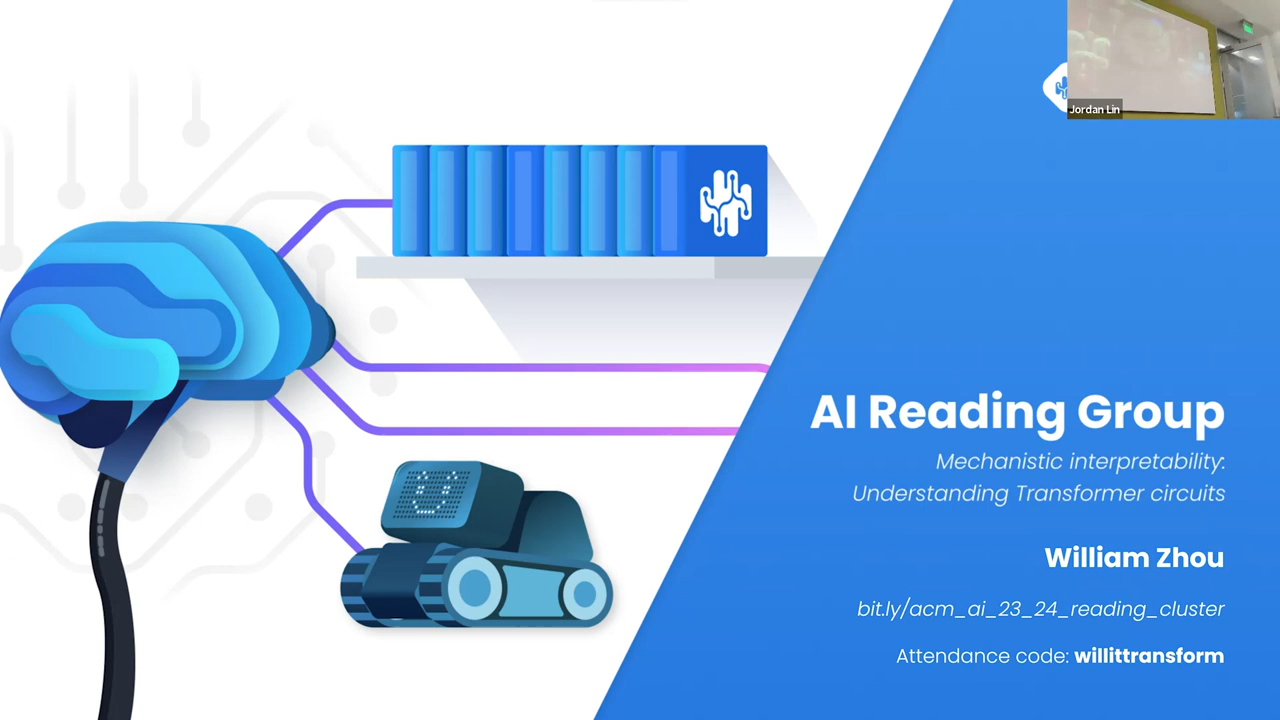 Jordan Lin
AI Reading Group
Mechanistic interpretability:
Understanding Transformer circuits
William Zhou
bit.ly/acm_ai_23_24_reading_cluster
Attendance code: willittransform